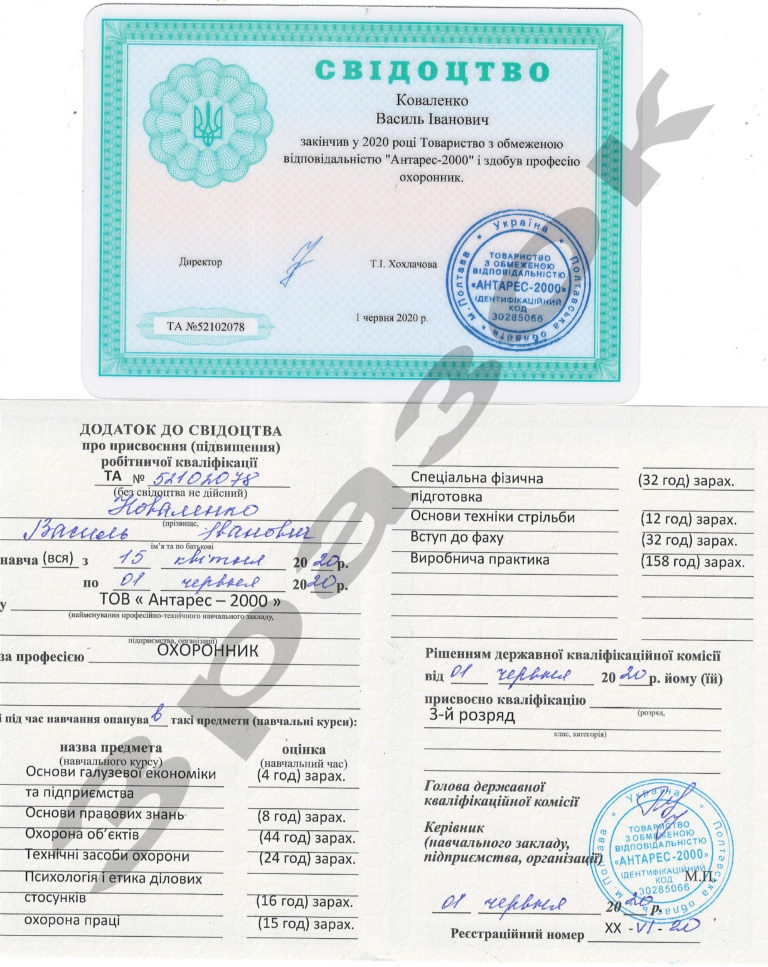 СВІДОЦТВО
Коваленко
Василь Іванович
закінчив у 2020 році Товариство з обмеженою
відповідальністю "Антарес-2000" і здобув професію
охоронник.
Директор
Т.І. Хохлачова
ТА №52102078
1 червня 2020 р.
* Україна *
Полтавська область * м. Полтава
ТОВАРИСТВО
З ОБМЕЖЕНОЮ
ВІДПОВІДАЛЬНІСТЮ
«АНТАРЕС-2000»
ІДЕНТИФІКАЦІЙНИЙ
КОД
30285066
Зразок
ДОДАТОК ДО СВІДОЦТВА
про присвоєння (підвищення)
робітничої кваліфікації
ТА № 52102078
(без свідоцтва не дійсний)
Коваленко
(прізвище,
Василь Іванович
ім'я та по батькові
навча (вся) з 15 квітня 2020р.
по 01 червня 2020р.
у ТОВ « Антарес – 2000 »
(найменування професійно-технічного навчального закладу,
підприємства, організації)
за професією ОХОРОННИК
і під час навчання опанував такі предмети (навчальні курси):
назва предмета оцінка
(навчального курсу) (навчальний час)
Основи галузевої економіки (4 год) зарах.
та підприємства
Основи правових знань (8 год) зарах.
Охорона об'єктів (44 год) зарах.
Технічні засоби охорони (24 год) зарах.
Психологія і етика ділових
стосунків (16 год) зарах.
охорона праці (15 год) зарах.
Спеціальна фізична (32 год) зарах.
підготовка
Основи техніки стрільби (12 год) зарах.
Вступ до фаху (32 год) зарах.
Виробнича практика (158 год) зарах.
Рішенням державної кваліфікаційної комісії
від 01 червня 2020р. йому (їй)
присвоєно кваліфікацію
3-й розряд (розряд,
клас, категорія)
Голова державної
кваліфікаційної комісії
Керівник
(навчального закладу,
підприємства, організації)
М.П.
* Україна *
Полтавська область * м. Полтава
ТОВАРИСТВО
З ОБМЕЖЕНОЮ
ВІДПОВІДАЛЬНІСТЮ
«АНТАРЕС-2000»
ІДЕНТИФІКАЦІЙНИЙ
КОД
30285066
01 червня 2020 р.
Реєстраційний номер XX -VI- 20